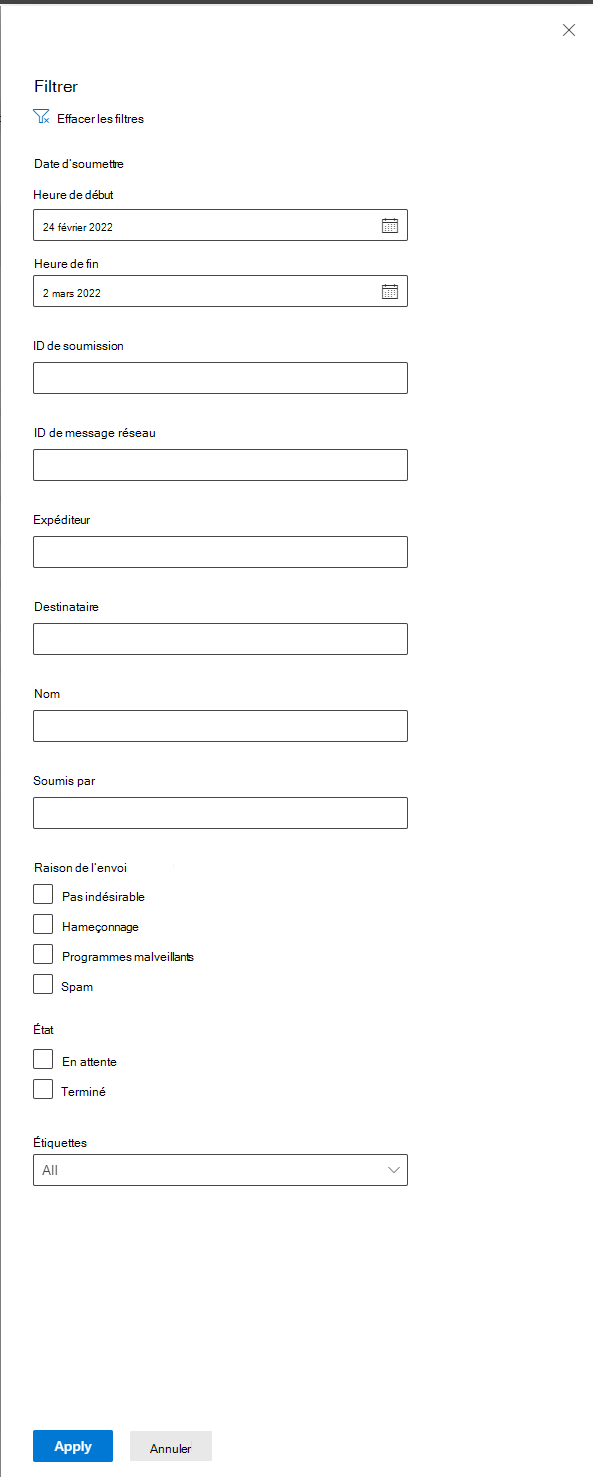 Filtrer
Effacer les filtres
Date d'soumettre
Heure de début
24 février 2022
Heure de fin
2 mars 2022
ID de soumission
ID de message réseau
Expéditeur
Destinataire
Nom
Soumis par
Raison de l'envoi
Pas indésirable
Hameçonnage
Programmes malveillants
Spam
État
En attente
Terminé
Étiquettes
All
Apply
Annuler